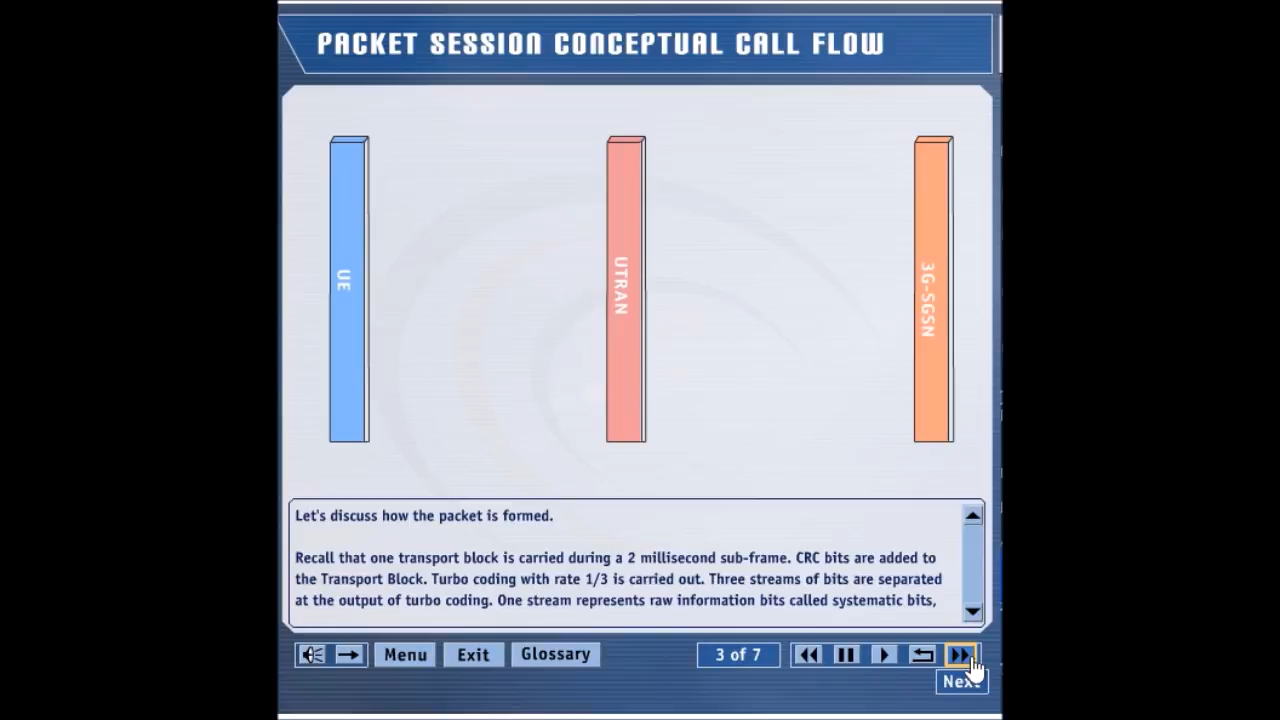 PACKET SESSION CONCEPTUAL CALL FLOW
UE
UTRAN
3G-SGSN
Let's discuss how the packet is formed.
Recall that one transport block is carried during a 2 millisecond sub-frame. CRC bits are added to
the Transport Block. Turbo coding with rate 1/3 is carried out. Three streams of bits are separated
at the output of turbo coding. One stream represents raw information bits called systematic bits,
Menu Exit Glossary 3 of 7
Next